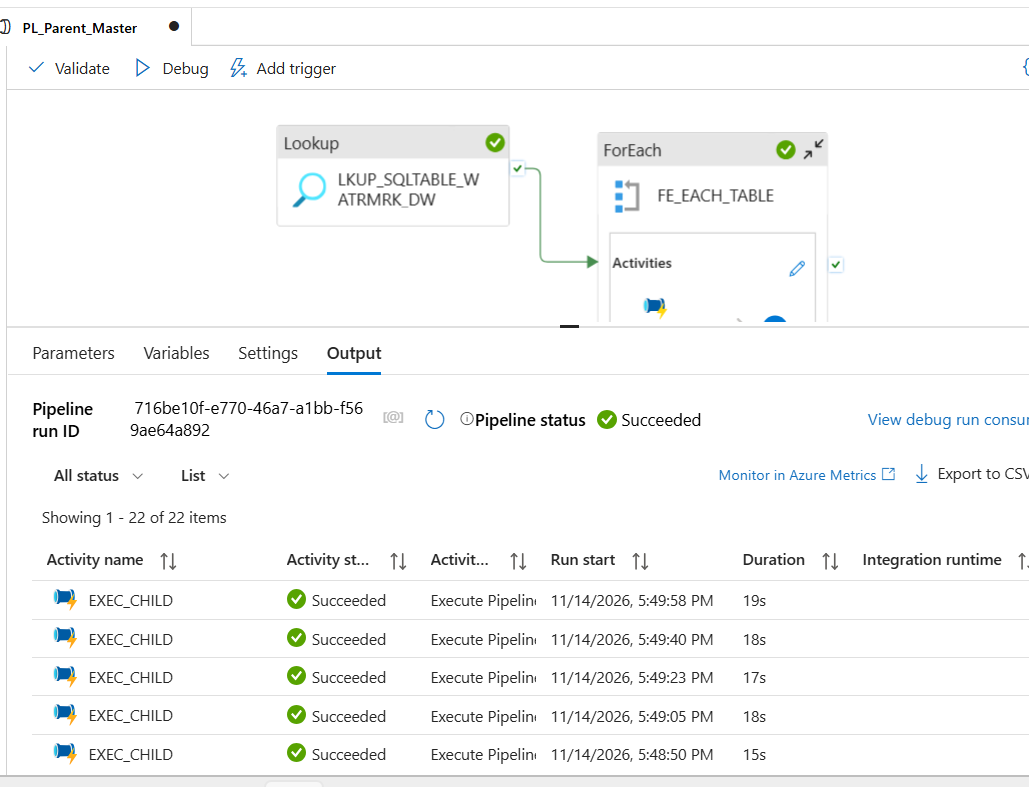 PL_Parent_Master
Validate Debug Add trigger
Lookup
LKUP_SQLTABLE_W
ATRMRK_DW
ForEach
FE_EACH_TABLE
Activities
Parameters Variables Settings Output
Pipeline
run ID
716be10f-e770-46a7-a1bb-f56
9ae64a892
[@]
Pipeline status Succeeded
View debug run consu
All status List
Monitor in Azure Metrics Export to CSV
Showing 1 - 22 of 22 items
Activity name Activity st... Activit... Run start Duration Integration runtime
EXEC_CHILD Succeeded Execute Pipelin 11/14/2026, 5:49:58 PM 19s
EXEC_CHILD Succeeded Execute Pipelin 11/14/2026, 5:49:40 PM 18s
EXEC_CHILD Succeeded Execute Pipelin 11/14/2026, 5:49:23 PM 17s
EXEC_CHILD Succeeded Execute Pipelin 11/14/2026, 5:49:05 PM 18s
EXEC_CHILD Succeeded Execute Pipelin 11/14/2026, 5:48:50 PM 15s